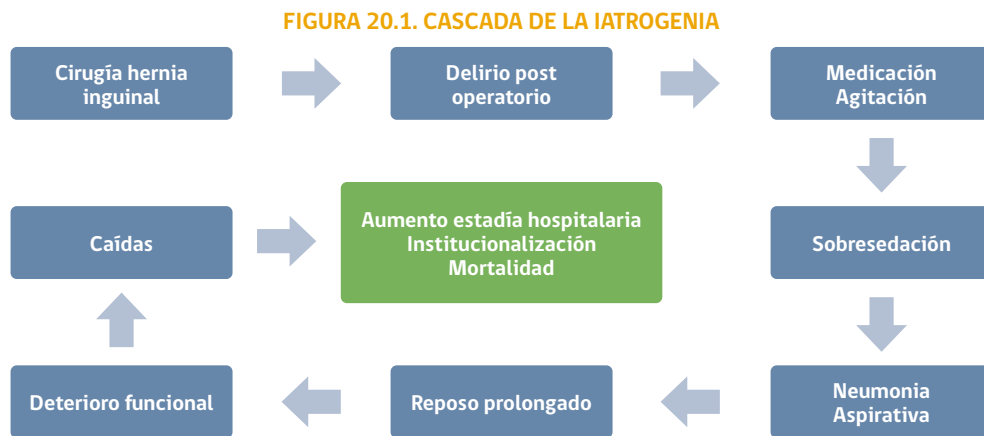 FIGURA 20.1. CASCADA DE LA IATROGENIA
Cirugía hernia
inguinal
Delirio post
operatorio
Medicación
Agitación
Caídas
Aumento estadía hospitalaria
Institucionalización
Mortalidad
Sobresedación
Deterioro funcional
Reposo prolongado
Neumonia
Aspirativa